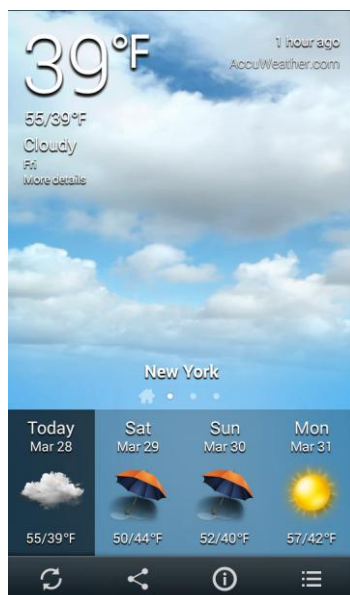 39°F
1 hour ago
AccuWeather.com
55/39°F
Cloudy
Fri
More details
New York
Today Sat Sun Mon
Mar 28 Mar 29 Mar 30 Mar 31
55/39°F 50/44°F 52/40°F 57/42°F